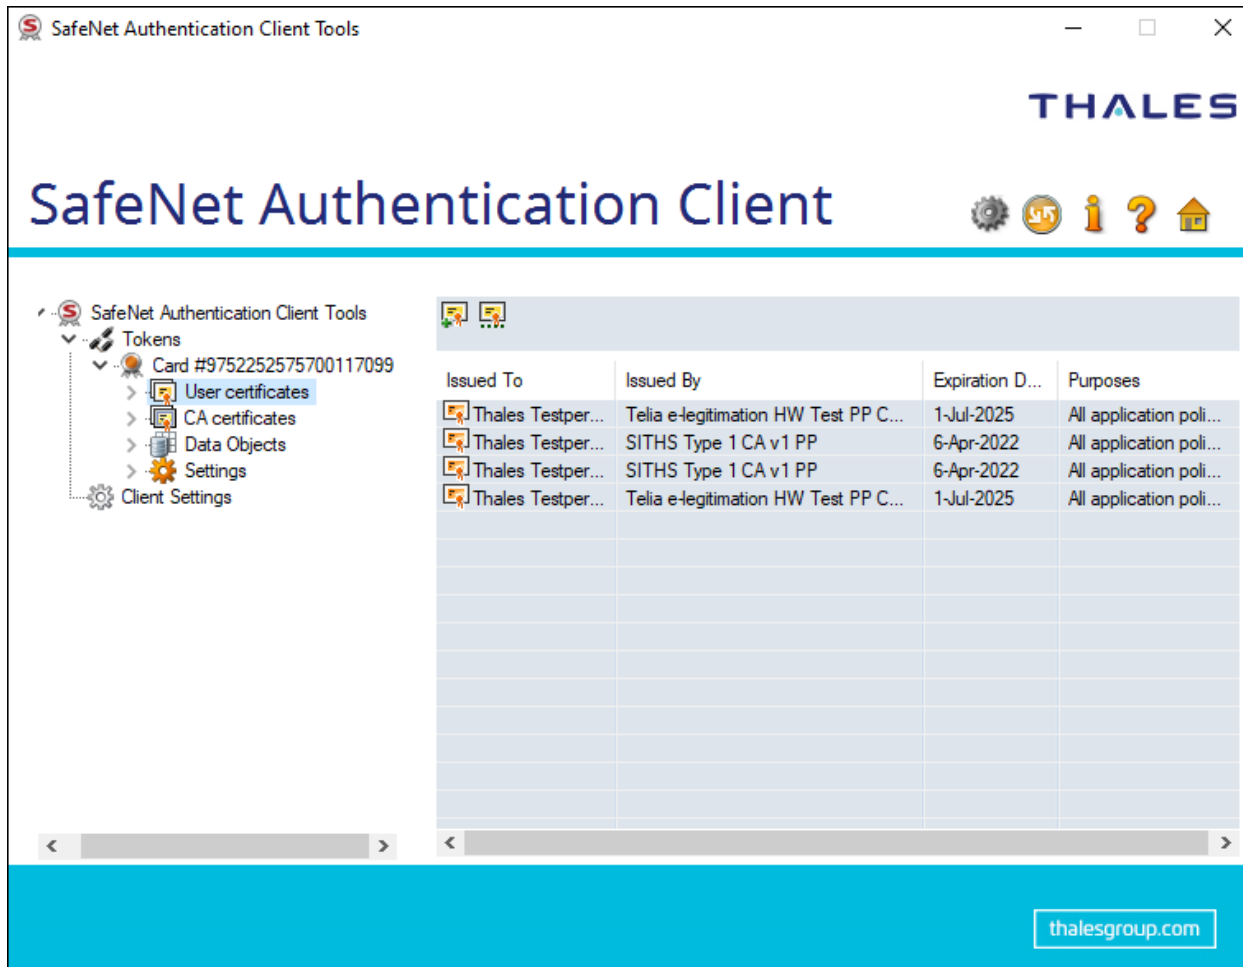 SafeNet Authentication Client Tools
THALES
SafeNet Authentication Client
SafeNet Authentication Client Tools
Tokens
Card #9752252575700117099
User certificates
CA certificates
Data Objects
Settings
Client Settings
Issued To Issued By Expiration D... Purposes
Thales Testper... Telia e-legitimation HW Test PP C... 1-Jul-2025 All application poli...
Thales Testper... SITHS Type 1 CA v1 PP 6-Apr-2022 All application poli...
Thales Testper... SITHS Type 1 CA v1 PP 6-Apr-2022 All application poli...
Thales Testper... Telia e-legitimation HW Test PP C... 1-Jul-2025 All application poli...
thalesgroup.com